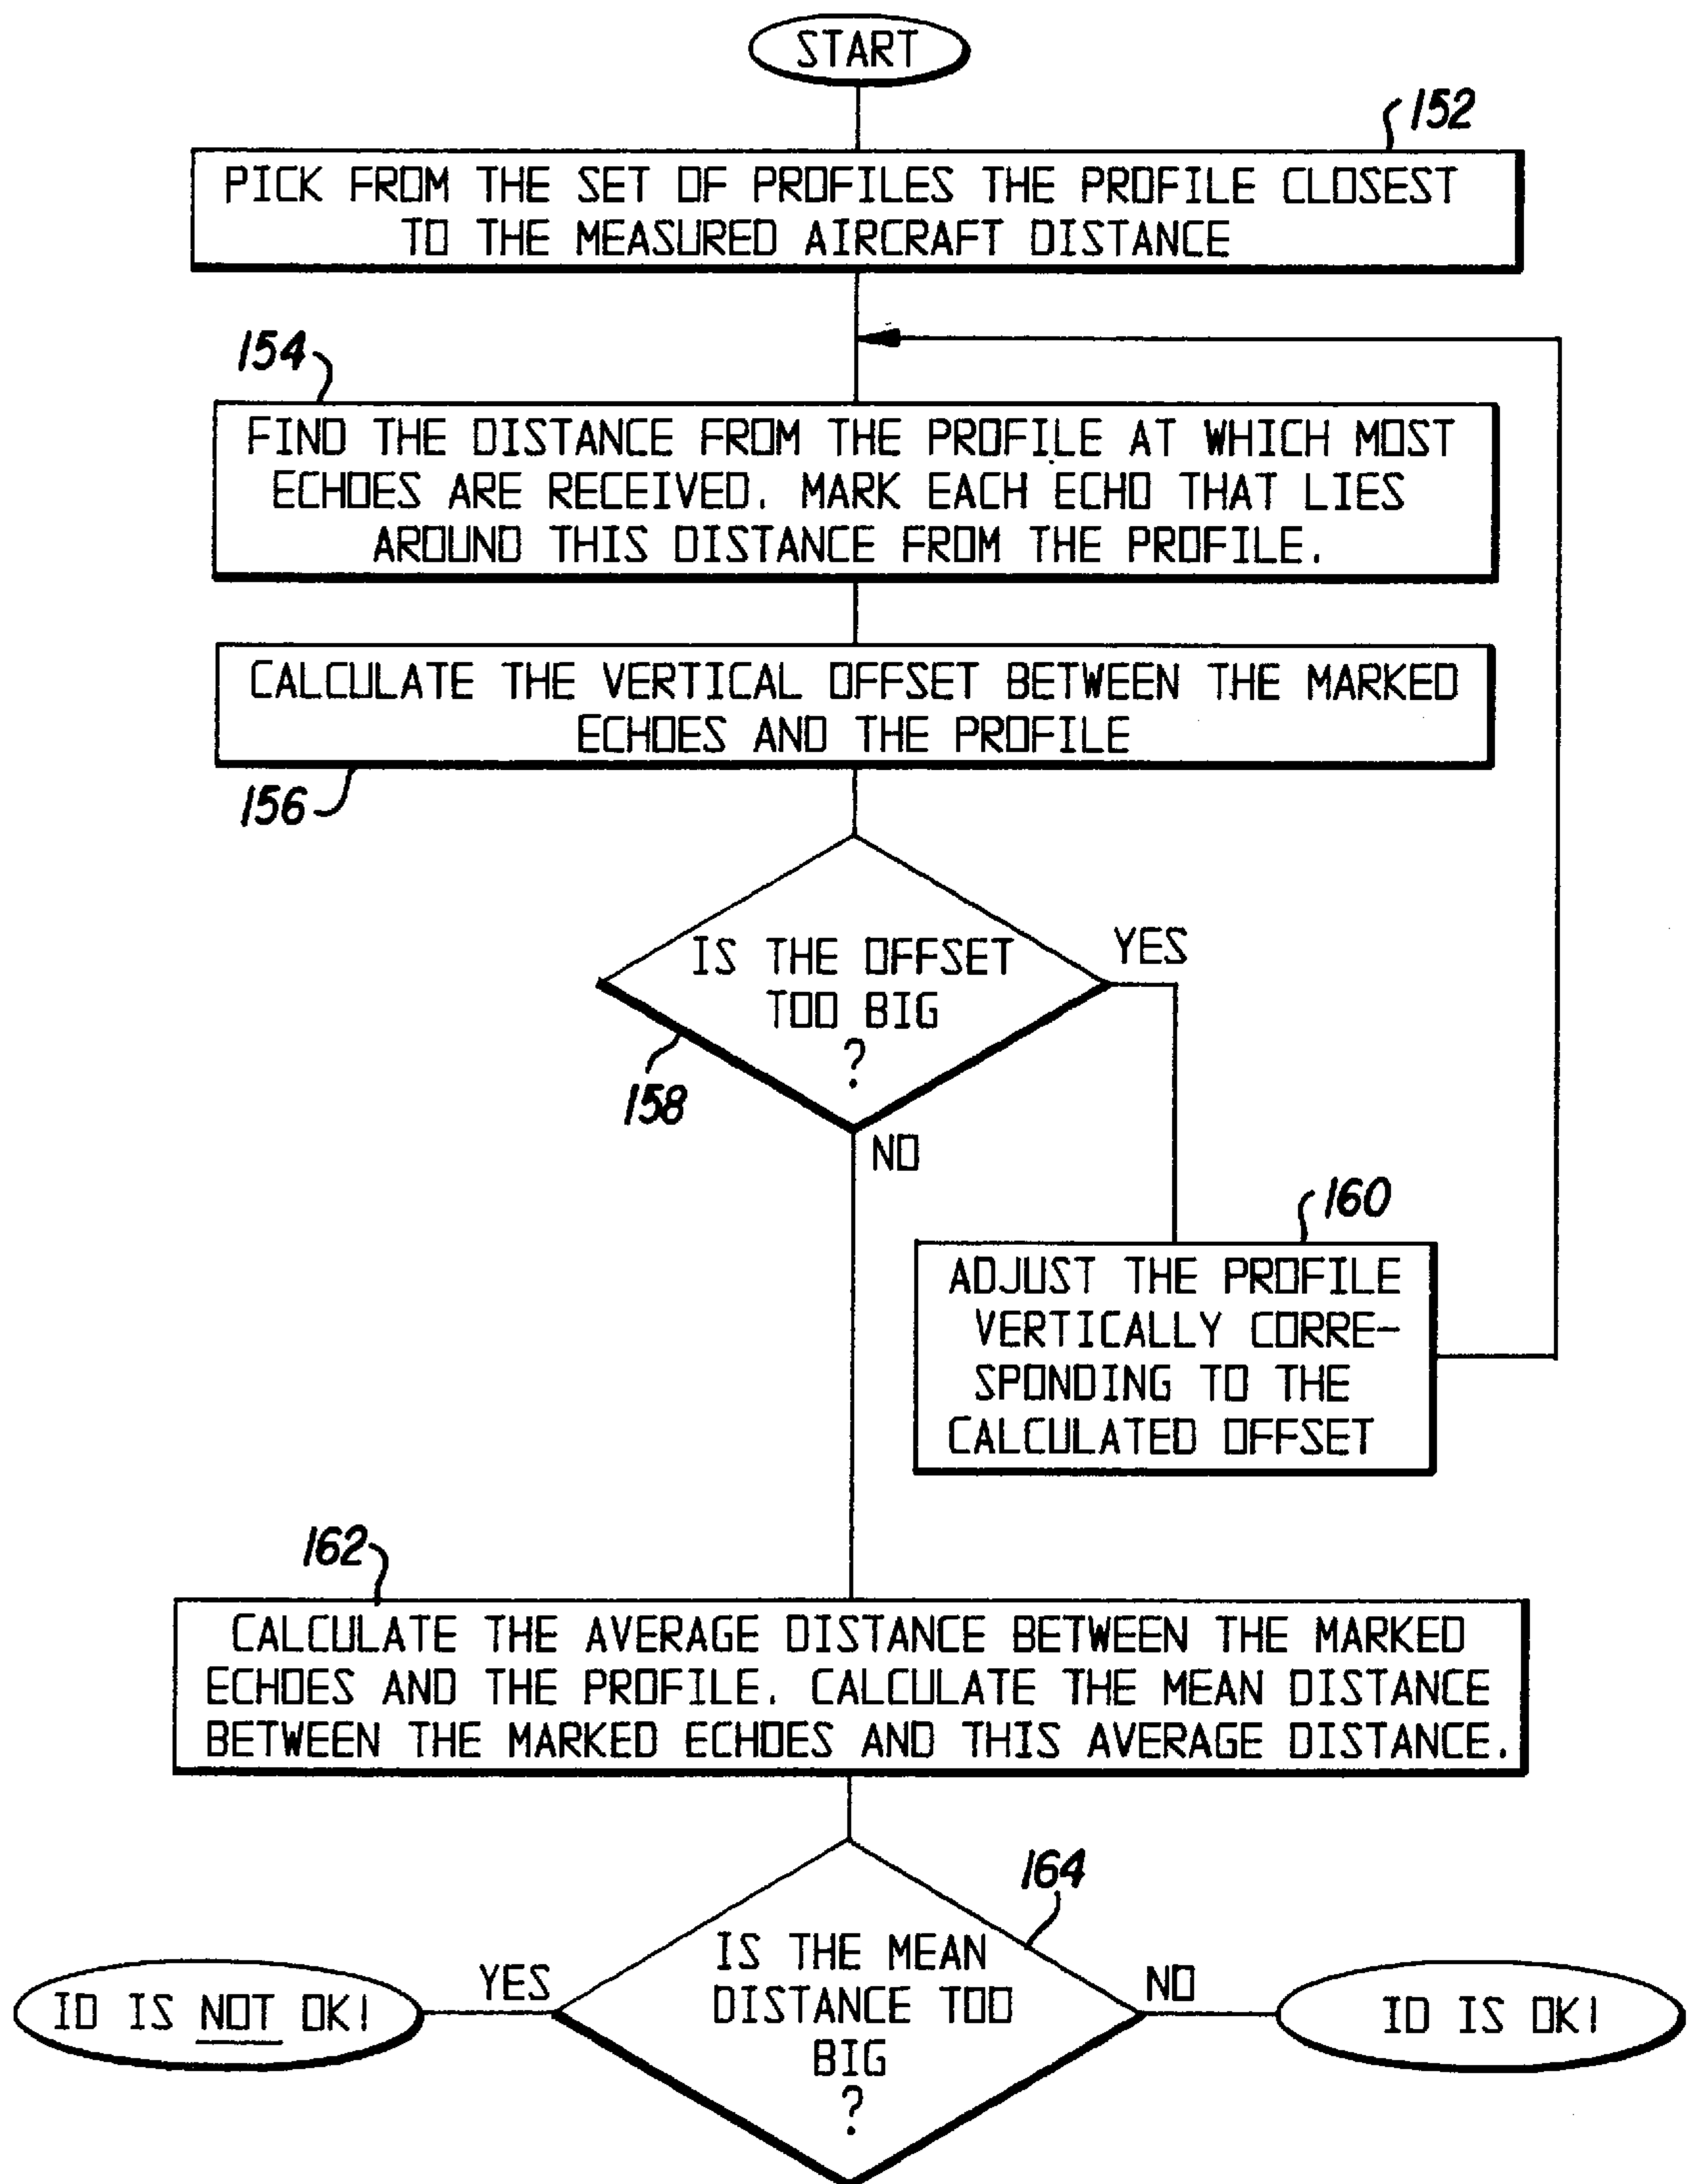 START
152
PICK FROM THE SET OF PROFILES THE PROFILE CLOSEST
TO THE MEASURED AIRCRAFT DISTANCE
154
FIND THE DISTANCE FROM THE PROFILE AT WHICH MOST
ECHOES ARE RECEIVED. MARK EACH ECHO THAT LIES
AROUND THIS DISTANCE FROM THE PROFILE.
CALCULATE THE VERTICAL OFFSET BETWEEN THE MARKED
ECHOES AND THE PROFILE
156
IS THE OFFSET
TOO BIG
?
YES
158
NO
160
ADJUST THE PROFILE
VERTICALLY CORRE-
SPONDING TO THE
CALCULATED OFFSET
162
CALCULATE THE AVERAGE DISTANCE BETWEEN THE MARKED
ECHOES AND THE PROFILE. CALCULATE THE MEAN DISTANCE
BETWEEN THE MARKED ECHOES AND THIS AVERAGE DISTANCE.
164
IS THE MEAN
DISTANCE TOO
BIG
?
YES
ID IS NOT OK!
NO
ID IS OK!